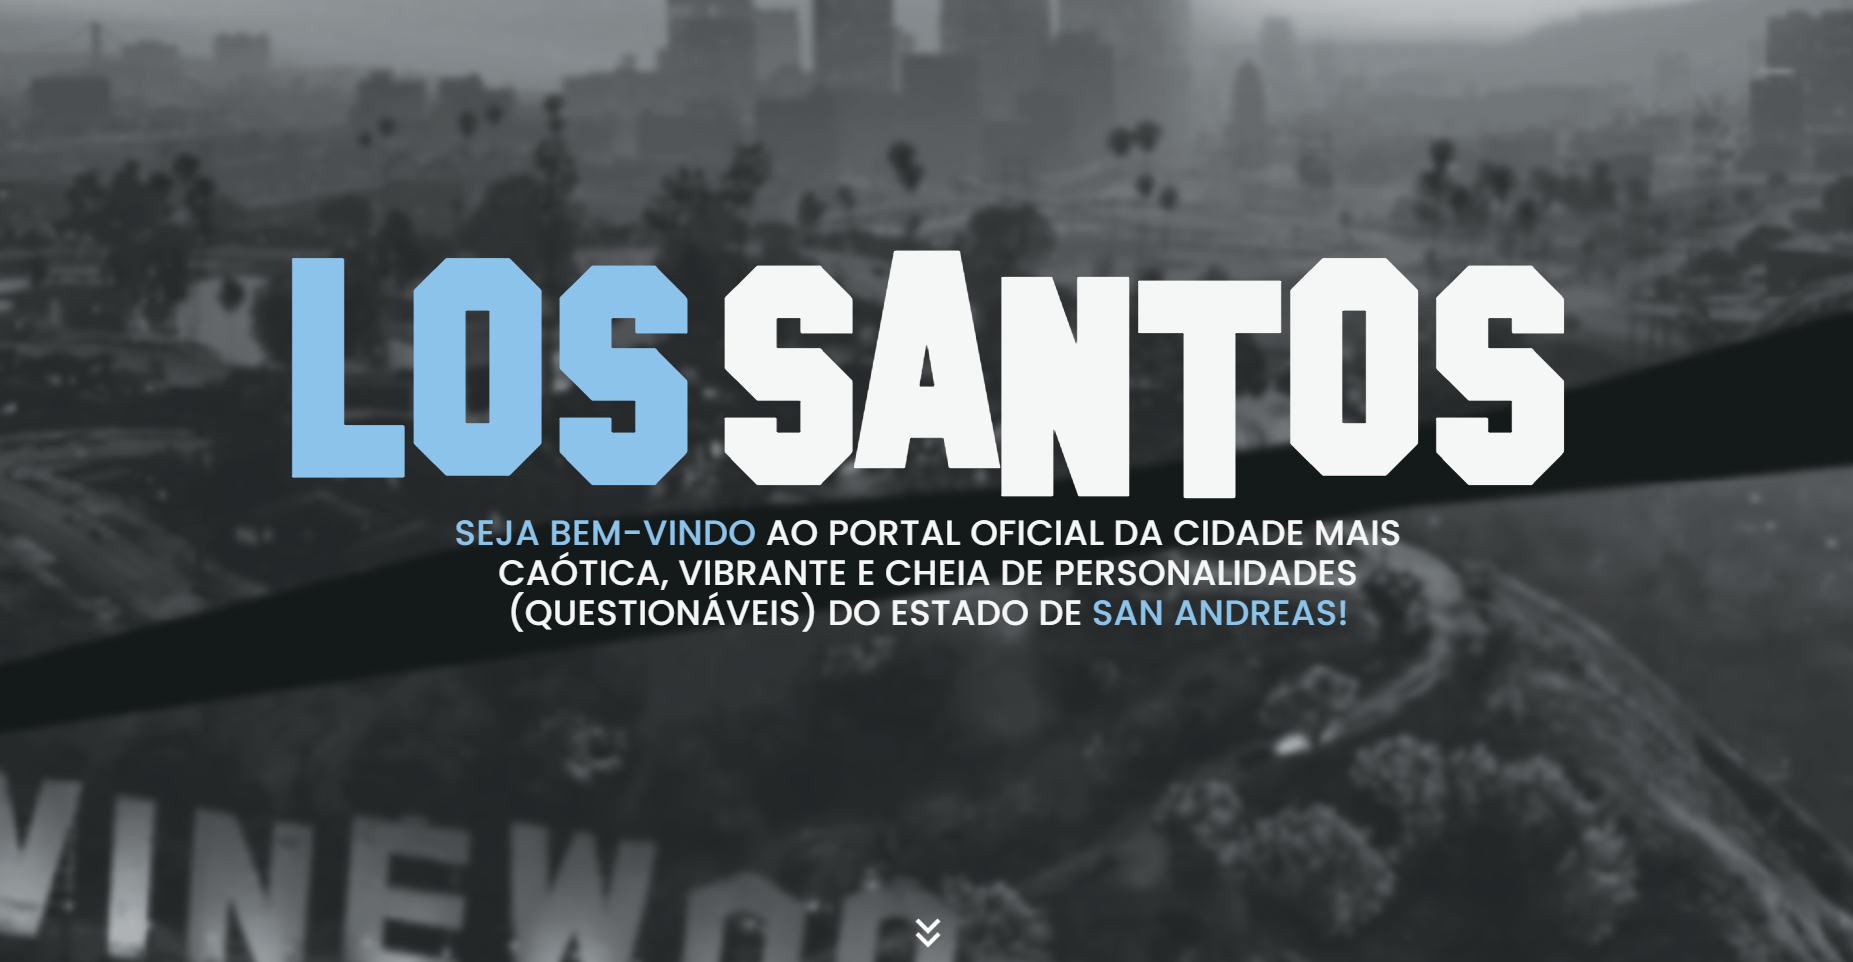 LOS SANTOS
SEJA BEM-VINDO AO PORTAL OFICIAL DA CIDADE MAIS
CAÓTICA, VIBRANTE E CHEIA DE PERSONALIDADES
(QUESTIONÁVEIS) DO ESTADO DE SAN ANDREAS!
VINEWOO